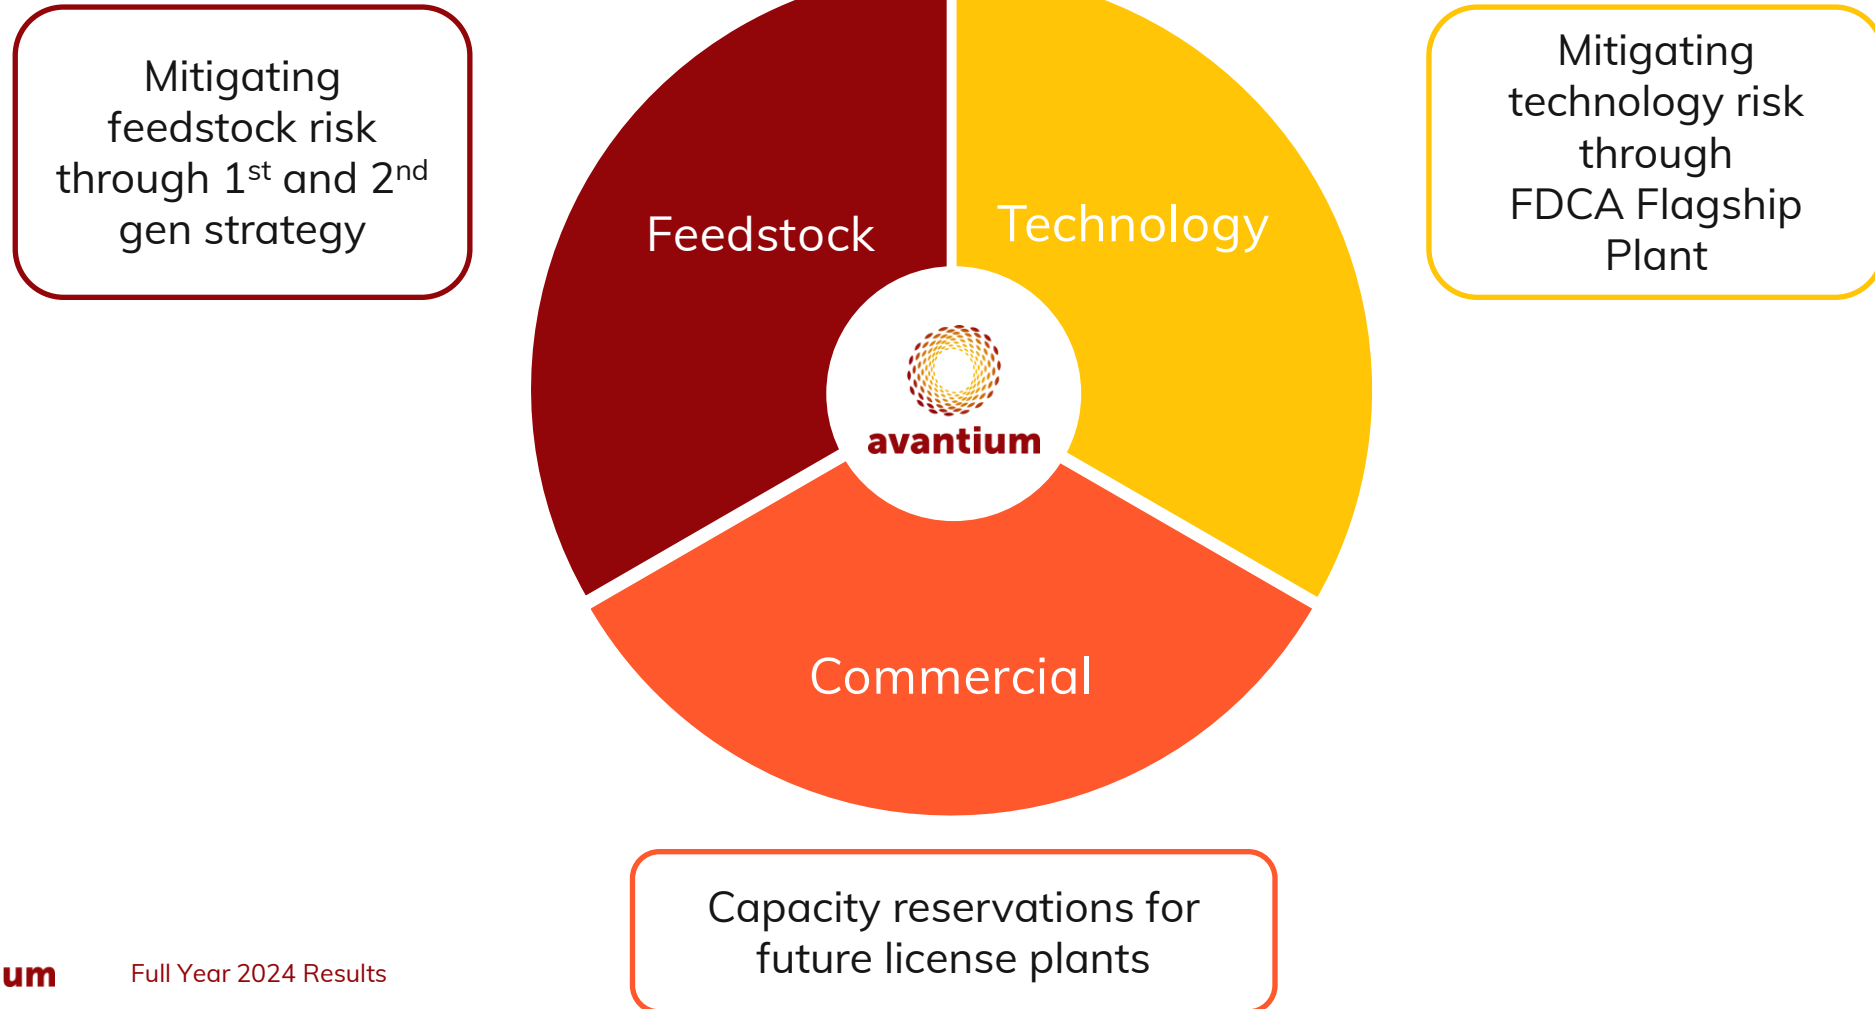 Mitigating
feedstock risk
through 1st and 2nd
gen strategy
Mitigating
technology risk
through
FDCA Flagship
Plant
Feedstock
Technology
avantium
Commercial
Capacity reservations for
future license plants
um
Full Year 2024 Results